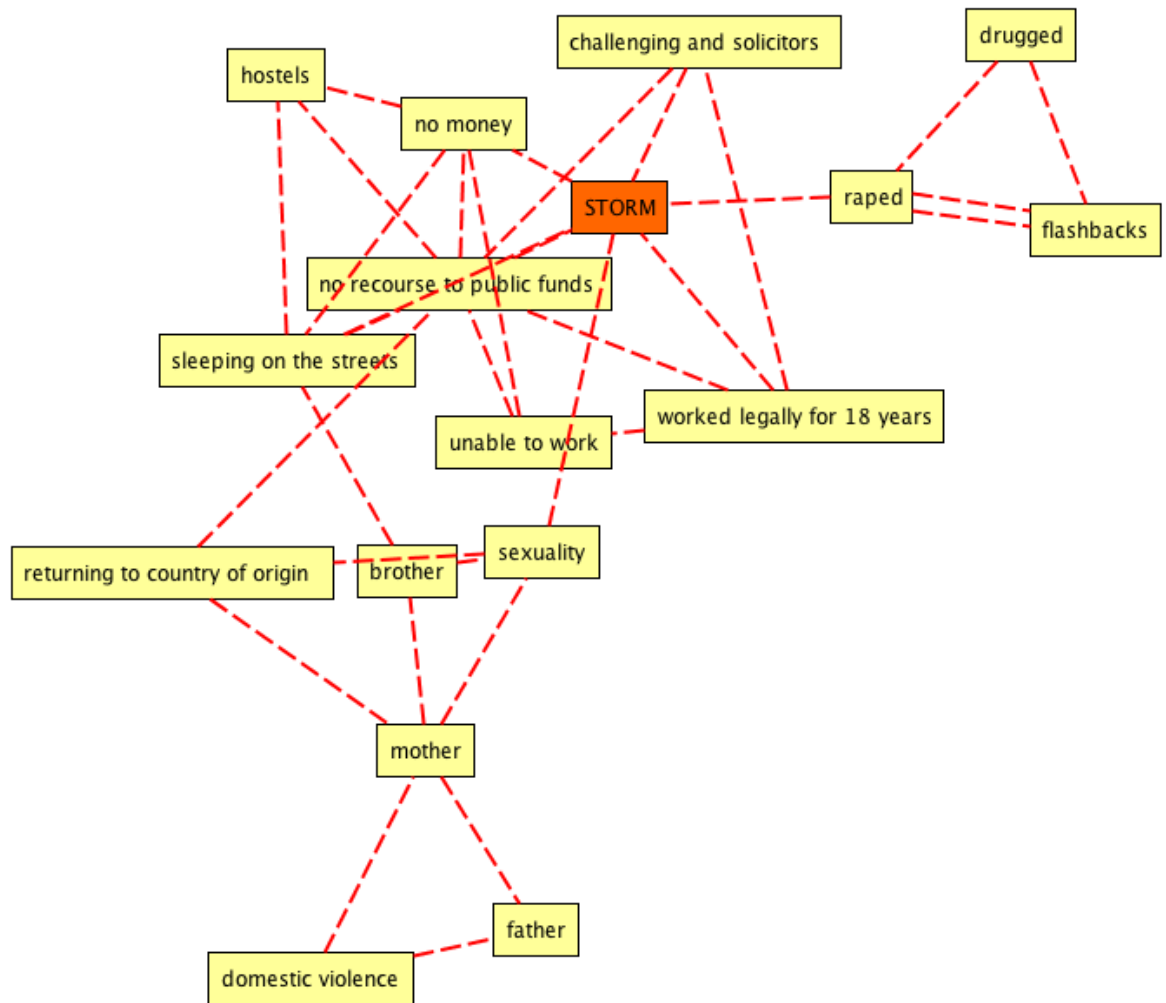 challenging and solicitors
drugged
hostels
no money
raped
STORM
flashbacks
no recourse to public funds
sleeping on the streets
worked legally for 18 years
unable to work
sexuality
returning to country of origin
brother
mother
father
domestic violence